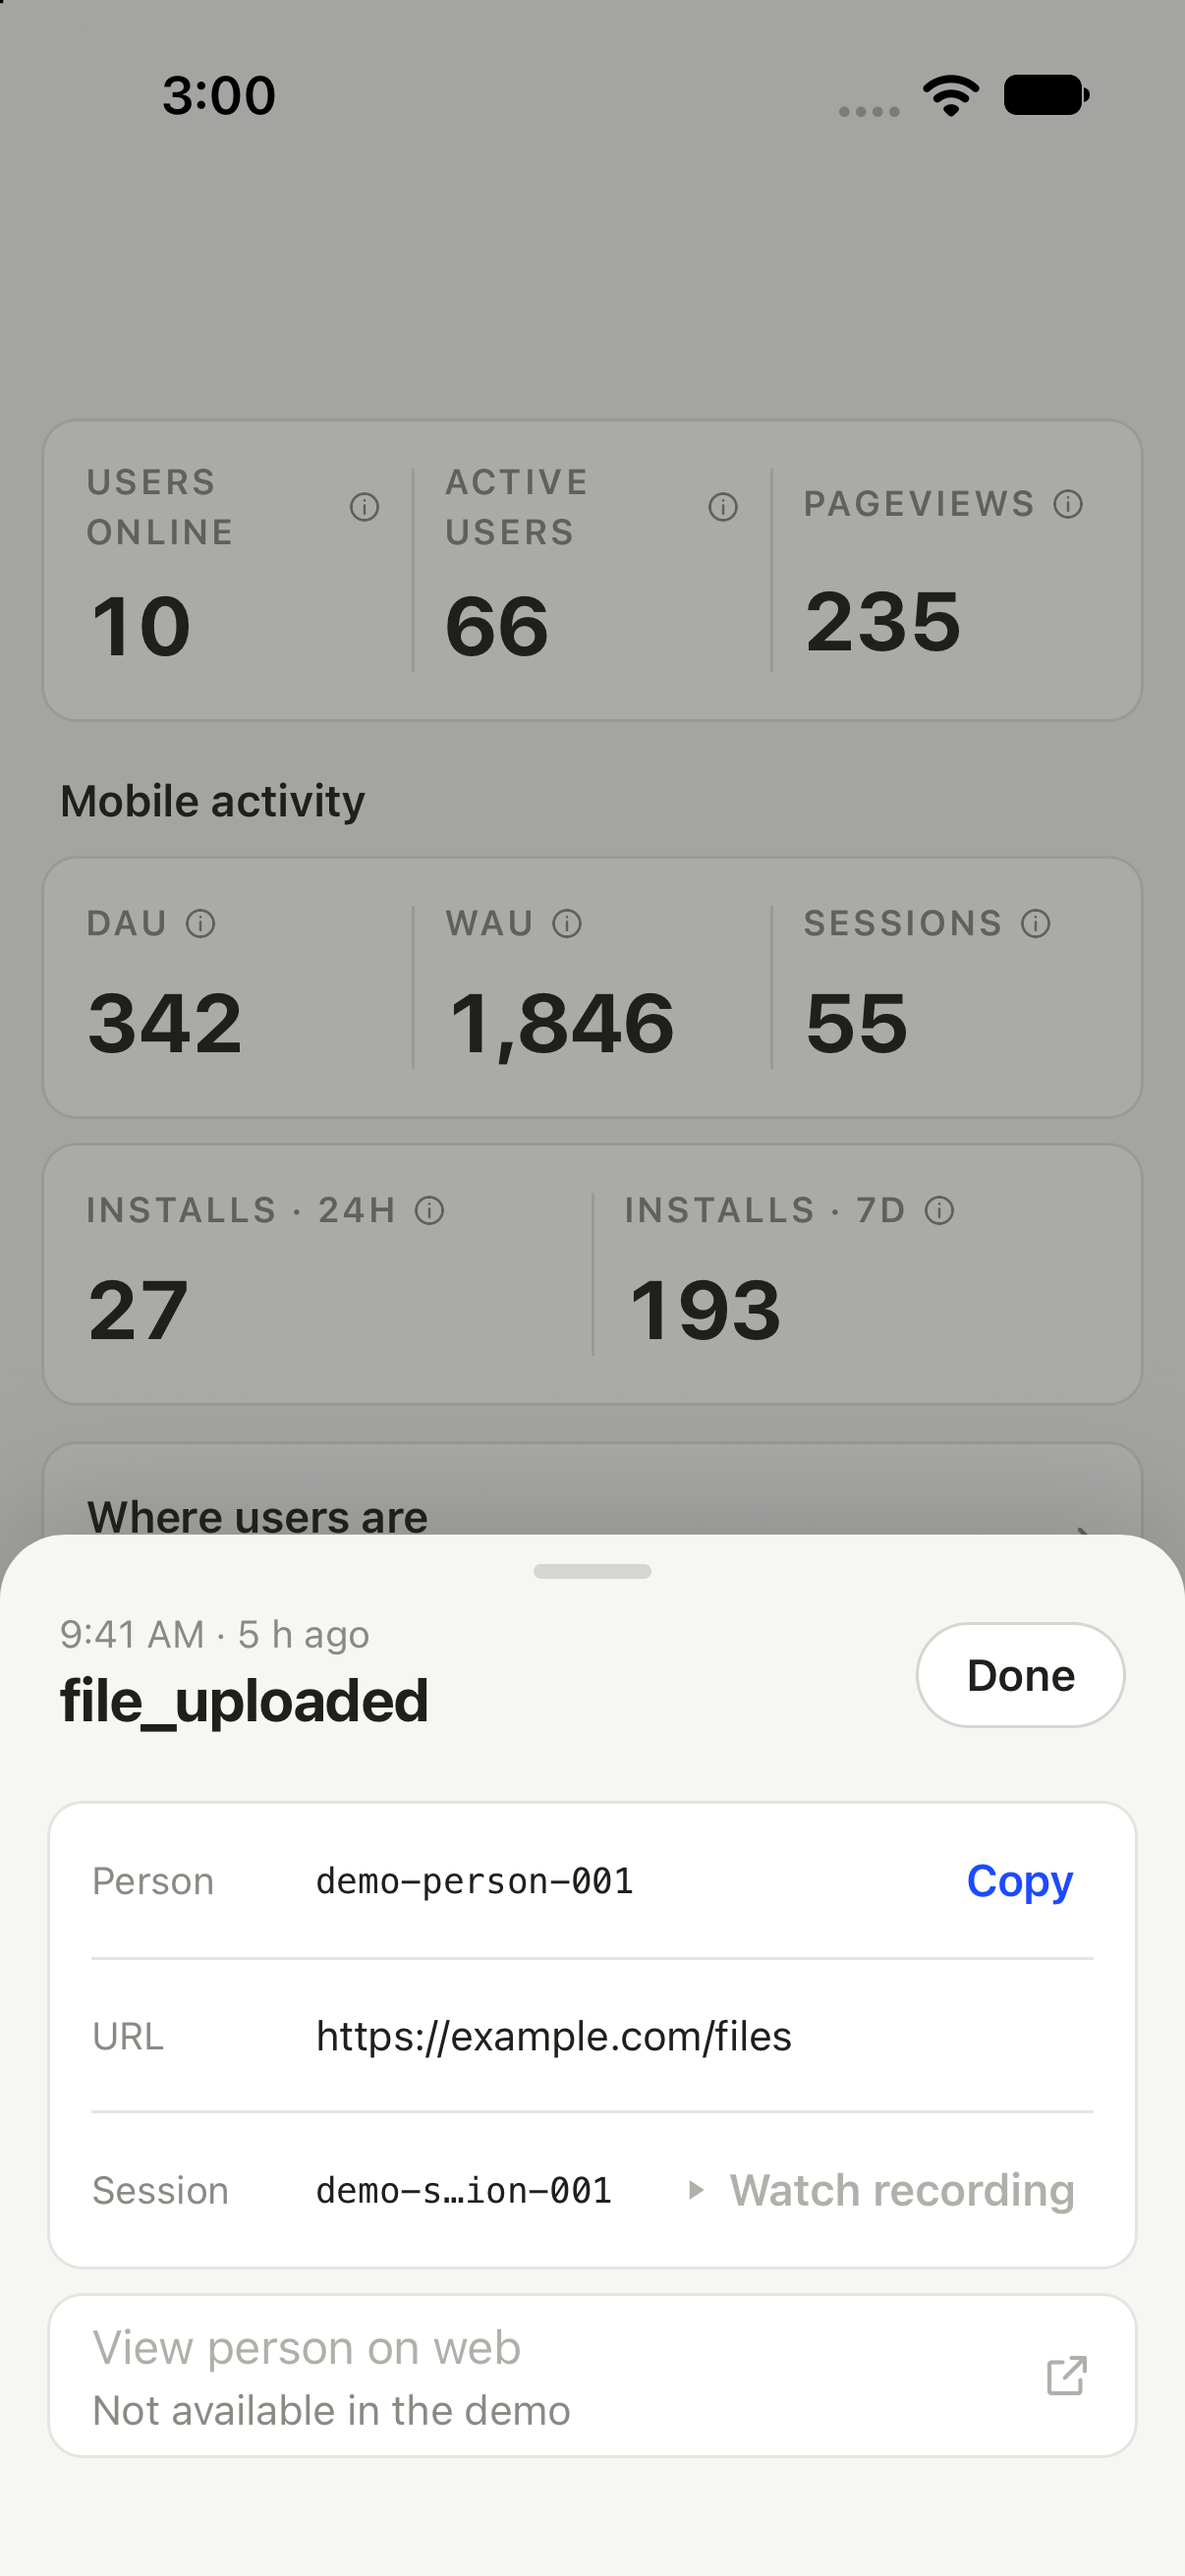 3:00
USERS
ONLINE
ACTIVE
USERS
PAGEVIEWS
10
66
235
Mobile activity
DAU
WAU
SESSIONS
342
1,846
55
INSTALLS · 24H
INSTALLS · 7D
27
193
Where users are
9:41 AM · 5 h ago
file_uploaded
Done
Person demo-person-001 Copy
URL https://example.com/files
Session demo-s…ion-001 Watch recording
View person on web
Not available in the demo